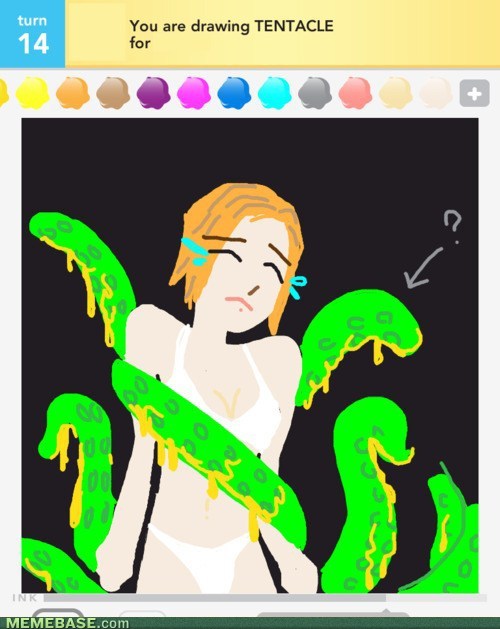 turn
14
You are drawing TENTACLE
for
+
?
INK
MEMEBASE.com